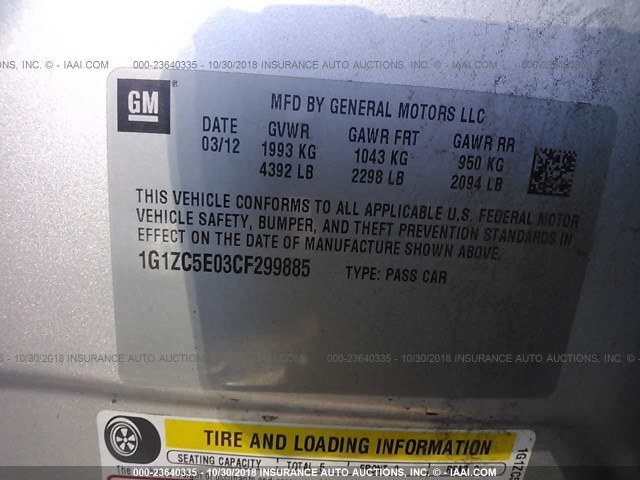 000-23640335 - 10/30/2018 INSURANCE AUTO AUCTIONS, INC. © - IAAI.COM
GM ®
MFD BY GENERAL MOTORS LLC
DATE GVWR GAWR FRT GAWR RR
03/12 1993 KG 1043 KG 950 KG
4392 LB 2298 LB 2094 LB
THIS VEHICLE CONFORMS TO ALL APPLICABLE U.S. FEDERAL MOTOR
VEHICLE SAFETY, BUMPER, AND THEFT PREVENTION STANDARDS IN
EFFECT ON THE DATE OF MANUFACTURE SHOWN ABOVE.
1G1ZC5E03CF299885 TYPE: PASS CAR
000-23640335 - 10/30/2018 INSURANCE AUTO AUCTIONS, INC. © - IAAI.COM
TIRE AND LOADING INFORMATION
SEATING CAPACITY TOTAL 5
The
1G1ZC5
000-23640335 - 10/30/2018 INSURANCE AUTO AUCTIONS, INC. © - IAAI.COM